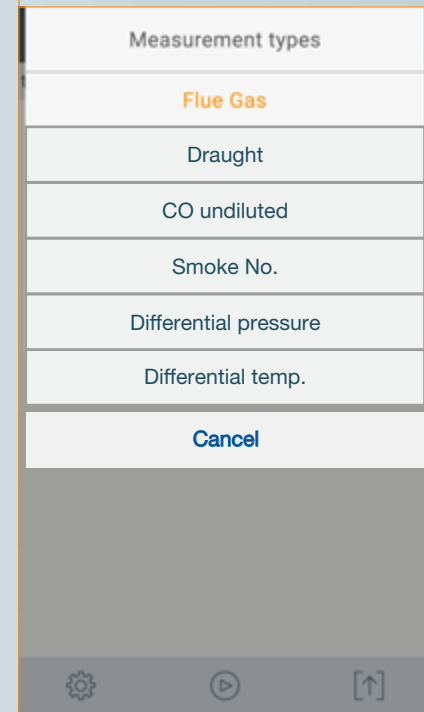 Measurement types
Flue Gas
Draught
CO undiluted
Smoke No.
Differential pressure
Differential temp.
Cancel